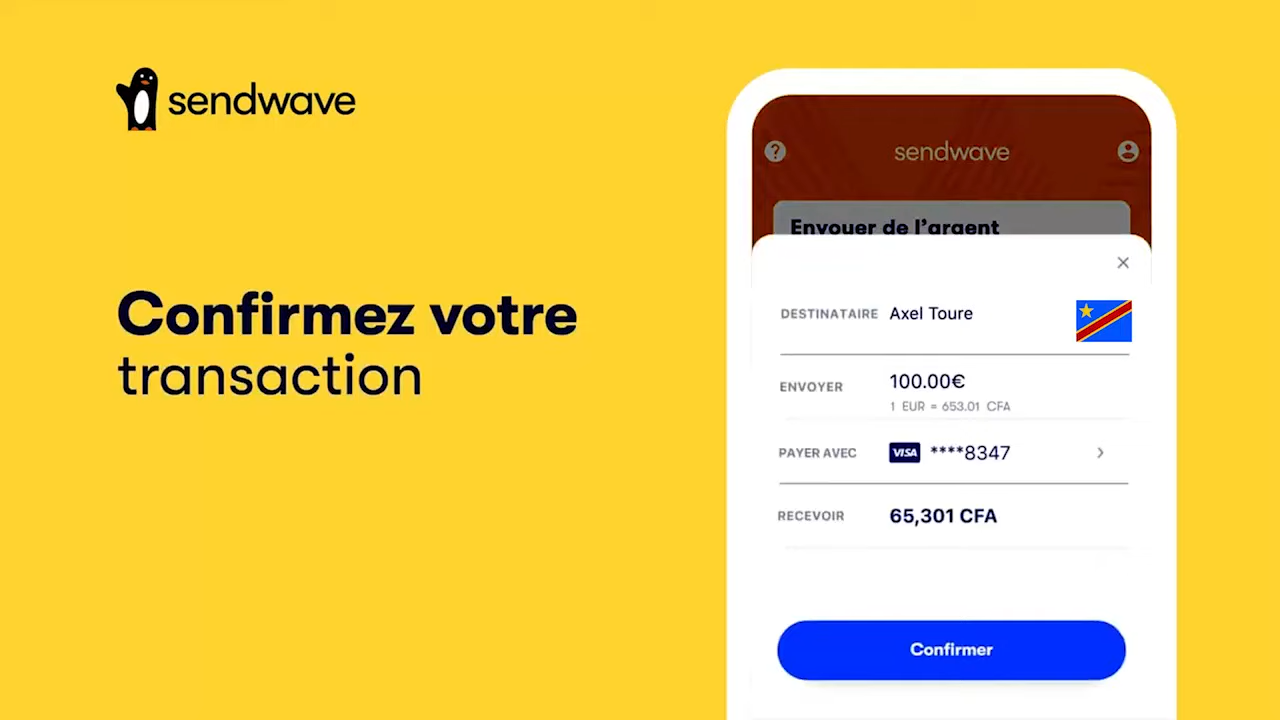 sendwave
Confirmez votre
transaction
?
sendwave
Envoyer de l'argent
DESTINATAIRE Axel Toure
ENVOYER 100.00€
1 EUR = 653.01 CFA
PAYER AVEC VISA ****8347
RECEVOIR 65,301 CFA
Confirmer